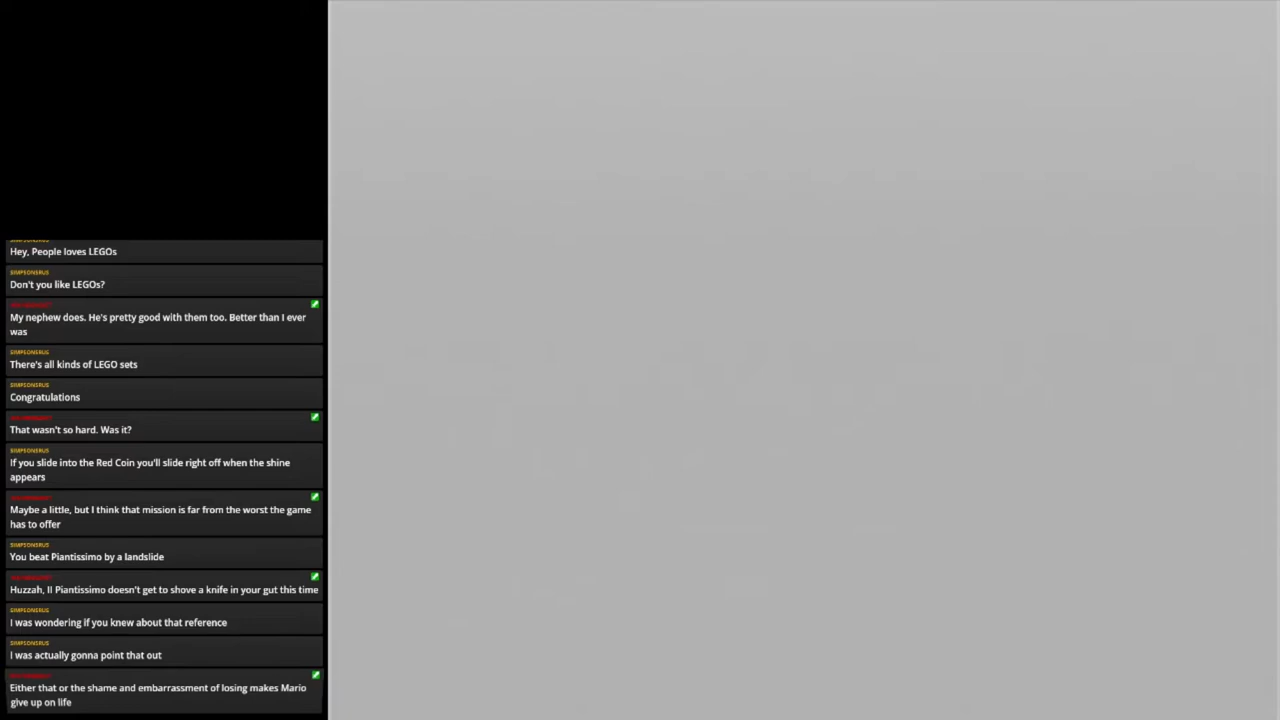 SIMPSONSRUS
Hey, People loves LEGOs
SIMPSONSRUS
Don't you like LEGOs?
My nephew does. He's pretty good with them too. Better than I ever
was
SIMPSONSRUS
There's all kinds of LEGO sets
SIMPSONSRUS
Congratulations
That wasn't so hard. Was it?
SIMPSONSRUS
If you slide into the Red Coin you'll slide right off when the shine
appears
Maybe a little, but I think that mission is far from the worst the game
has to offer
SIMPSONSRUS
You beat Piantissimo by a landslide
Huzzah, Il Piantissimo doesn't get to shove a knife in your gut this time
SIMPSONSRUS
I was wondering if you knew about that reference
SIMPSONSRUS
I was actually gonna point that out
Either that or the shame and embarrassment of losing makes Mario
give up on life